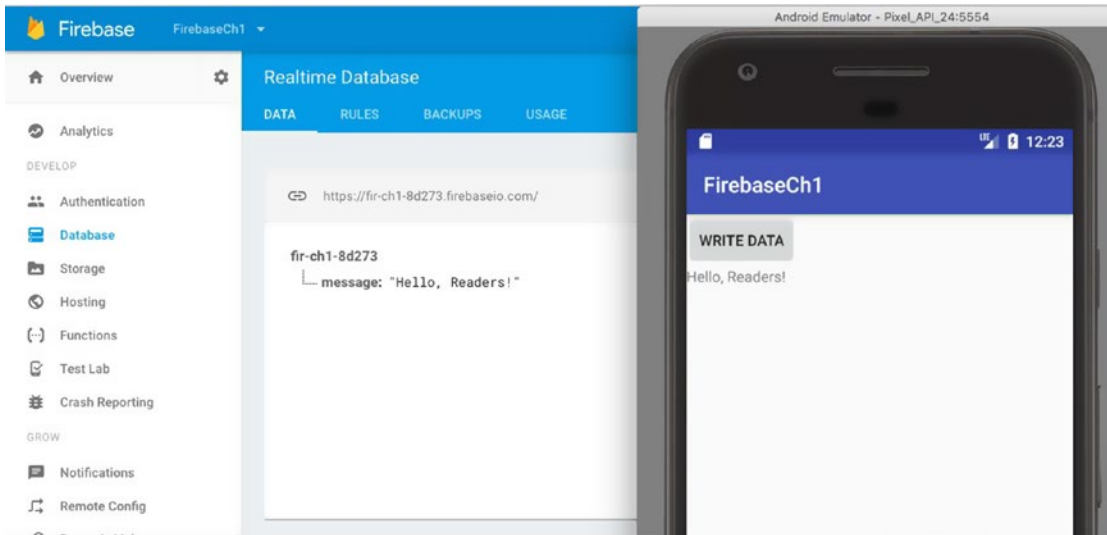 Firebase FirebaseCh1
Overview
Analytics
DEVELOP
Authentication
Database
Storage
Hosting
Functions
Test Lab
Crash Reporting
GROW
Notifications
Remote Config
Realtime Database
DATA RULES BACKUPS USAGE
https://fir-ch1-8d273.firebaseio.com/
fir-ch1-8d273
message: "Hello, Readers!"
Android Emulator - Pixel_API_24:5554
LTE 12:23
FirebaseCh1
WRITE DATA
Hello, Readers!